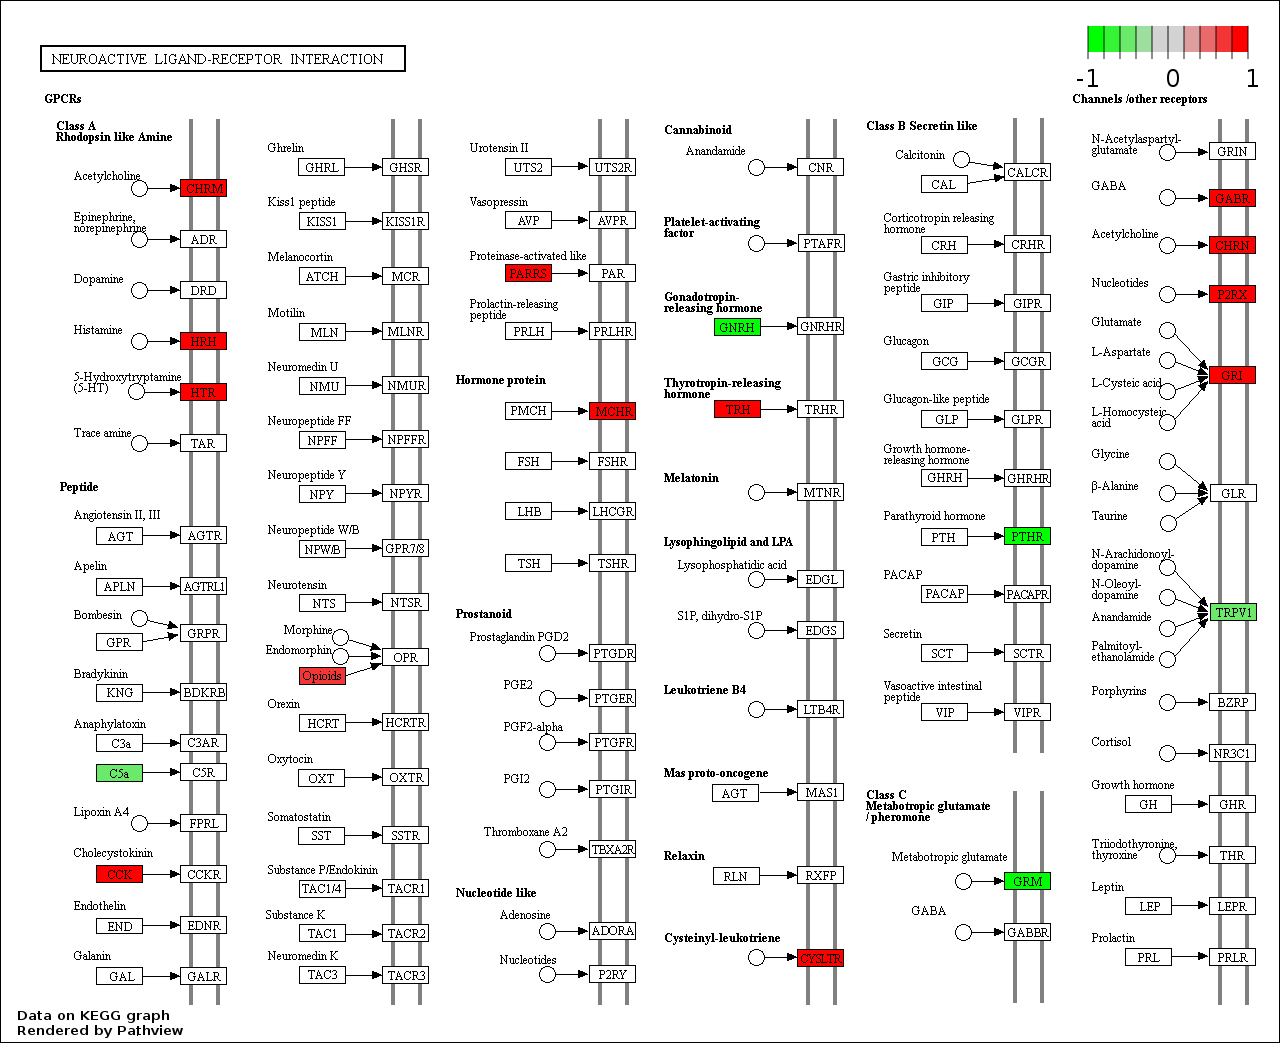 NEUROACTIVE LIGAND-RECEPTOR INTERACTION
-1 0 1
GPCRs
Class A
Rhodopsin like Amine
Acetylcholine
CHRM
Epinephrine,
norepinephrine
ADR
Dopamine
DRD
Histamine
HRH
5-Hydroxytryptamine
(5-HT)
HTR
Trace amine
TAR
Peptide
Angiotensin II, III
AGT AGTR
Apelin
APLN AGTRL1
Bombesin
GPR GRPR
Bradykinin
KNG BDKRB
Anaphylatoxin
C3a C3AR
C5a C5R
Lipoxin A4
FPRL
Cholecystokinin
CCK CCKR
Endothelin
END EDNR
Galanin
GAL GALR
Ghrelin
GHRL GHSR
Kiss1 peptide
KISS1 KISS1R
Melanocortin
ATCH MCR
Motilin
MLN MLNR
Neuromedin U
NMU NMUR
Neuropeptide FF
NPFF NPFFR
Neuropeptide Y
NPY NPYR
Neuropeptide W/B
NPW/B GPR7/8
Neurotensin
NTS NTSR
Morphine
Endomorphin
Opioids OPR
Orexin
HCRT HCRTR
Oxytocin
OXT OXTR
Somatostatin
SST SSTR
Substance P/Endokinin
TAC1/4 TACR1
Substance K
TAC1 TACR2
Neuromedin K
TAC3 TACR3
Urotensin II
UTS2 UTS2R
Vasopressin
AVP AVPR
Proteinase-activated like
PARRS PAR
Prolactin-releasing
peptide
PRLH PRLHR
Hormone protein
PMCH MCHR
FSH FSHR
LHB LHCGR
TSH TSHR
Prostanoid
Prostaglandin PGD2
PTGDR
PGE2
PTGER
PGF2-alpha
PTGFR
PGI2
PTGIR
Thromboxane A2
TBXA2R
Nucleotide like
Adenosine
ADORA
Nucleotides
P2RY
Cannabinoid
Anandamide
CNR
Platelet-activating
factor
PTAFR
Gonadotropin-
releasing hormone
GNRH GNRHR
Thyrotropin-releasing
hormone
TRH TRHR
Melatonin
MTNR
Lysophingolipid and LPA
Lysophosphatidic acid
EDGL
S1P, dihydro-S1P
EDGS
Leukotriene B4
LTB4R
Mas proto-oncogene
AGT MAS1
Relaxin
RLN RXFP
Cysteinyl-leukotriene
CYSLTR
Class B Secretin like
Calcitonin
CAL CALCR
Corticotropin releasing
hormone
CRH CRHR
Gastric inhibitory
peptide
GIP GIPR
Glucagon
GCG GCGR
Glucagon-like peptide
GLP GLPR
Growth hormone-
releasing hormone
GHRH GHRHR
Parathyroid hormone
PTH PTHR
PACAP
PACAP PACAPR
Secretin
SCT SCTR
Vasoactive intestinal
peptide
VIP VIPR
Class C
Metabotropic glutamate
/ pheromone
Metabotropic glutamate
GRM
GABA
GABBR
Channels /other receptors
N-Acetylaspartyl-
glutamate
GRIN
GABA
GABR
Acetylcholine
CHRN
Nucleotides
P2RX
Glutamate
L-Aspartate
GRI
L-Cysteic acid
L-Homocysteic
acid
Glycine
β-Alanine
GLR
Taurine
N-Arachidonoyl-
dopamine
N-Oleoyl-
dopamine
TRPV1
Anandamide
Palmitoyl-
ethanolamide
Porphyrins
BZRP
Cortisol
NR3C1
Growth hormone
GH GHR
Triiodothyronine,
thyroxine
THR
Leptin
LEP LEPR
Prolactin
PRL PRLR
Data on KEGG graph
Rendered by Pathview